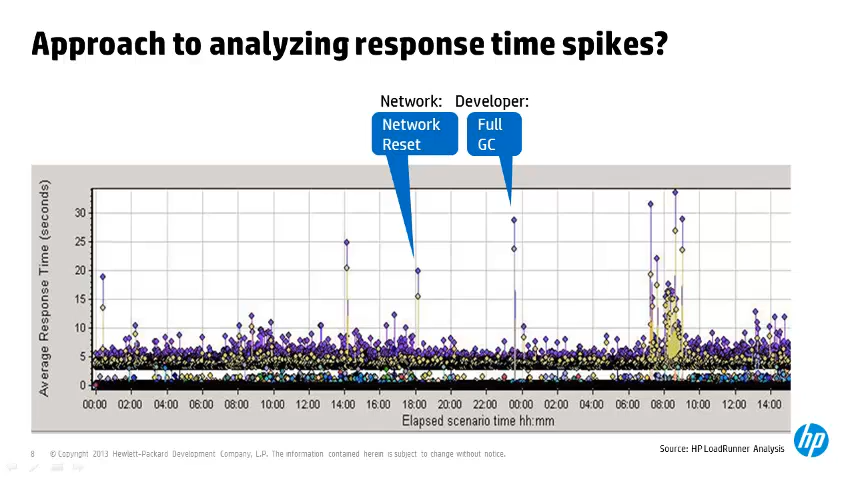 Approach to analyzing response time spikes?
Network: Developer:
Network
Reset
Full
GC
Average Response Time (seconds)
30
25
20
15
10
5
0
00:00 02:00 04:00 06:00 08:00 10:00 12:00 14:00 16:00 18:00 20:00 22:00 00:00 02:00 04:00 06:00 08:00 10:00 12:00 14:00
Elapsed scenario time hh:mm
Source: HP LoadRunner Analysis
hp
8 © Copyright 2013 Hewlett-Packard Development Company, L.P. The information contained herein is subject to change without notice.